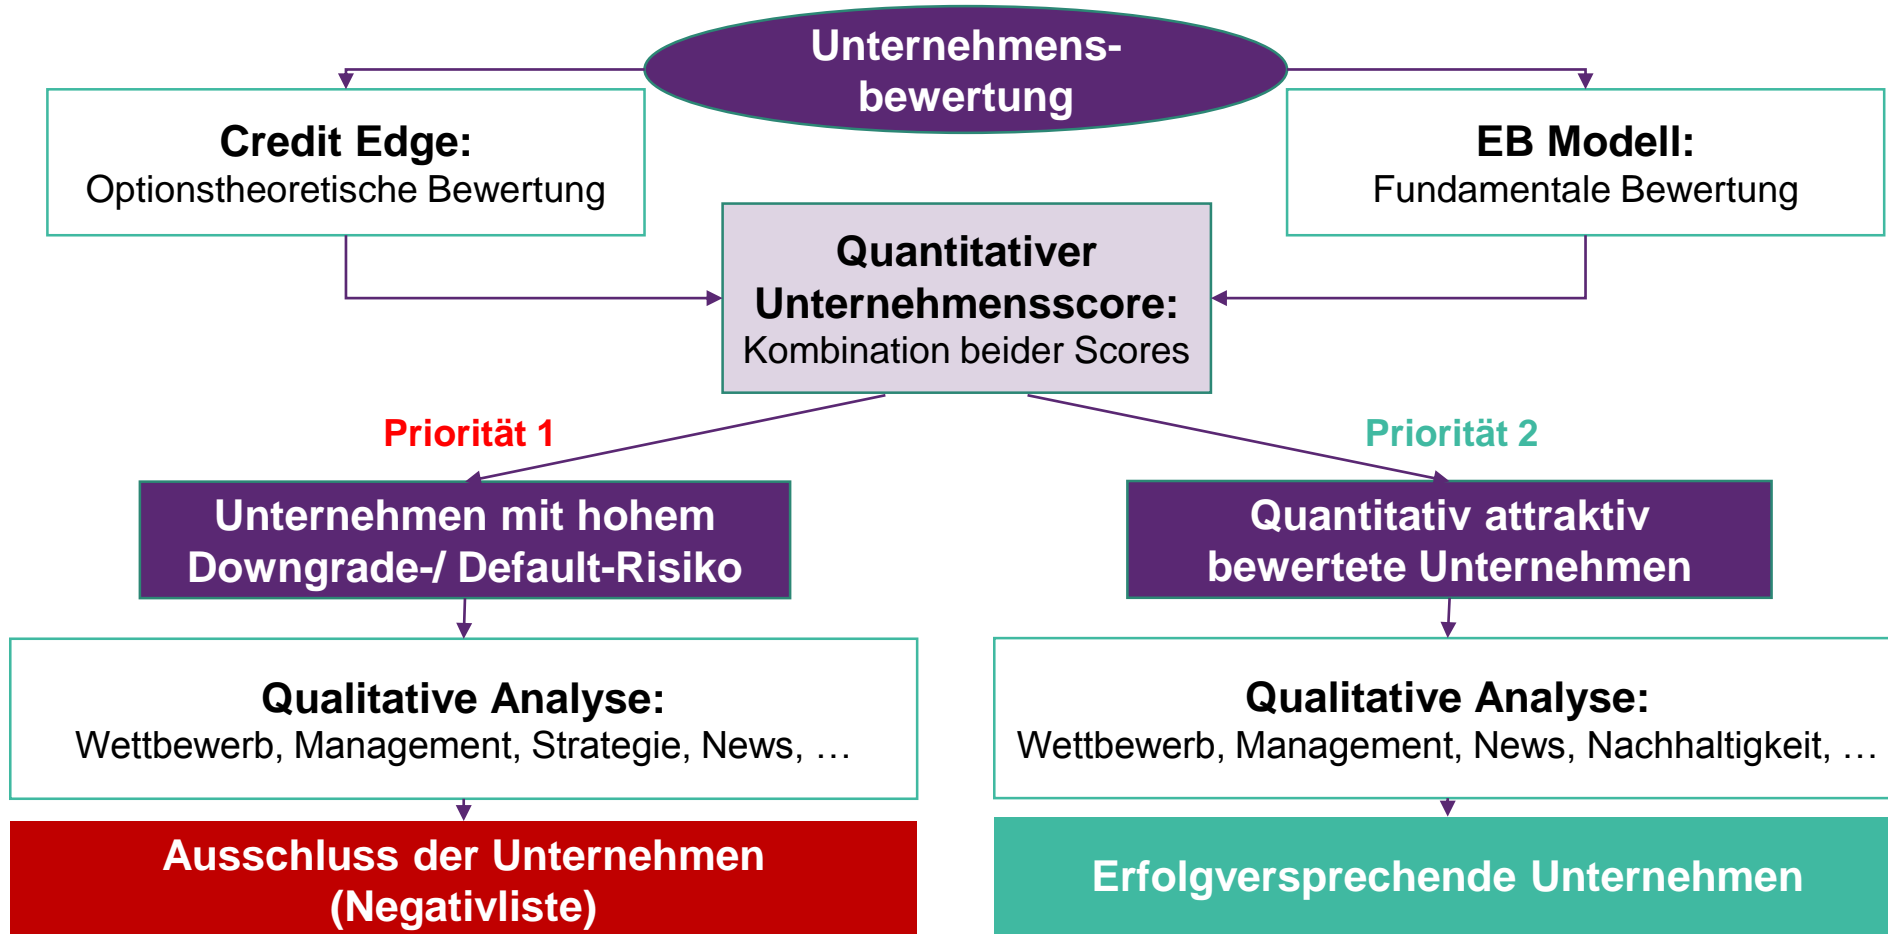 Unternehmens-
bewertung
Credit Edge:
Optionstheoretische Bewertung
EB Modell:
Fundamentale Bewertung
Quantitativer
Unternehmensscore:
Kombination beider Scores
Priorität 1
Priorität 2
Unternehmen mit hohem
Downgrade-/ Default-Risiko
Quantitativ attraktiv
bewertete Unternehmen
Qualitative Analyse:
Wettbewerb, Management, Strategie, News, …
Qualitative Analyse:
Wettbewerb, Management, News, Nachhaltigkeit, …
Ausschluss der Unternehmen
(Negativliste)
Erfolgversprechende Unternehmen